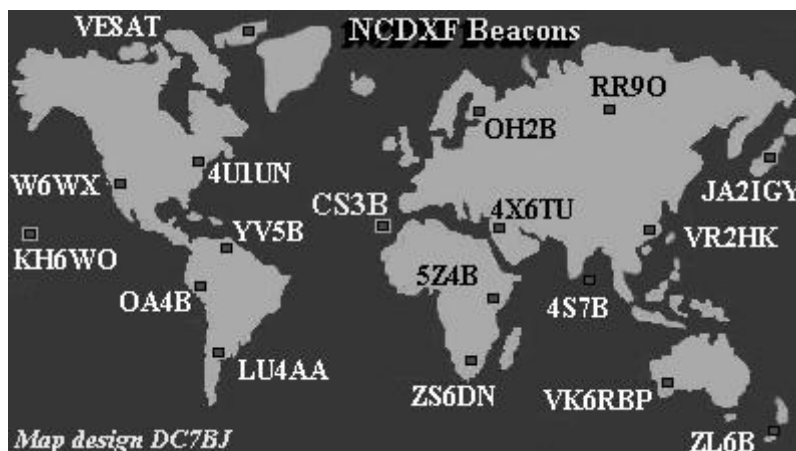 VE8AT
NCDXF Beacons
RR9O
OH2B
4U1UN
W6WX
JA2IGY
CS3B
4X6TU
YV5B
VR2HK
KH6WO
5Z4B
OA4B
4S7B
LU4AA
ZS6DN
VK6RBP
Map design DC7BJ
ZL6B